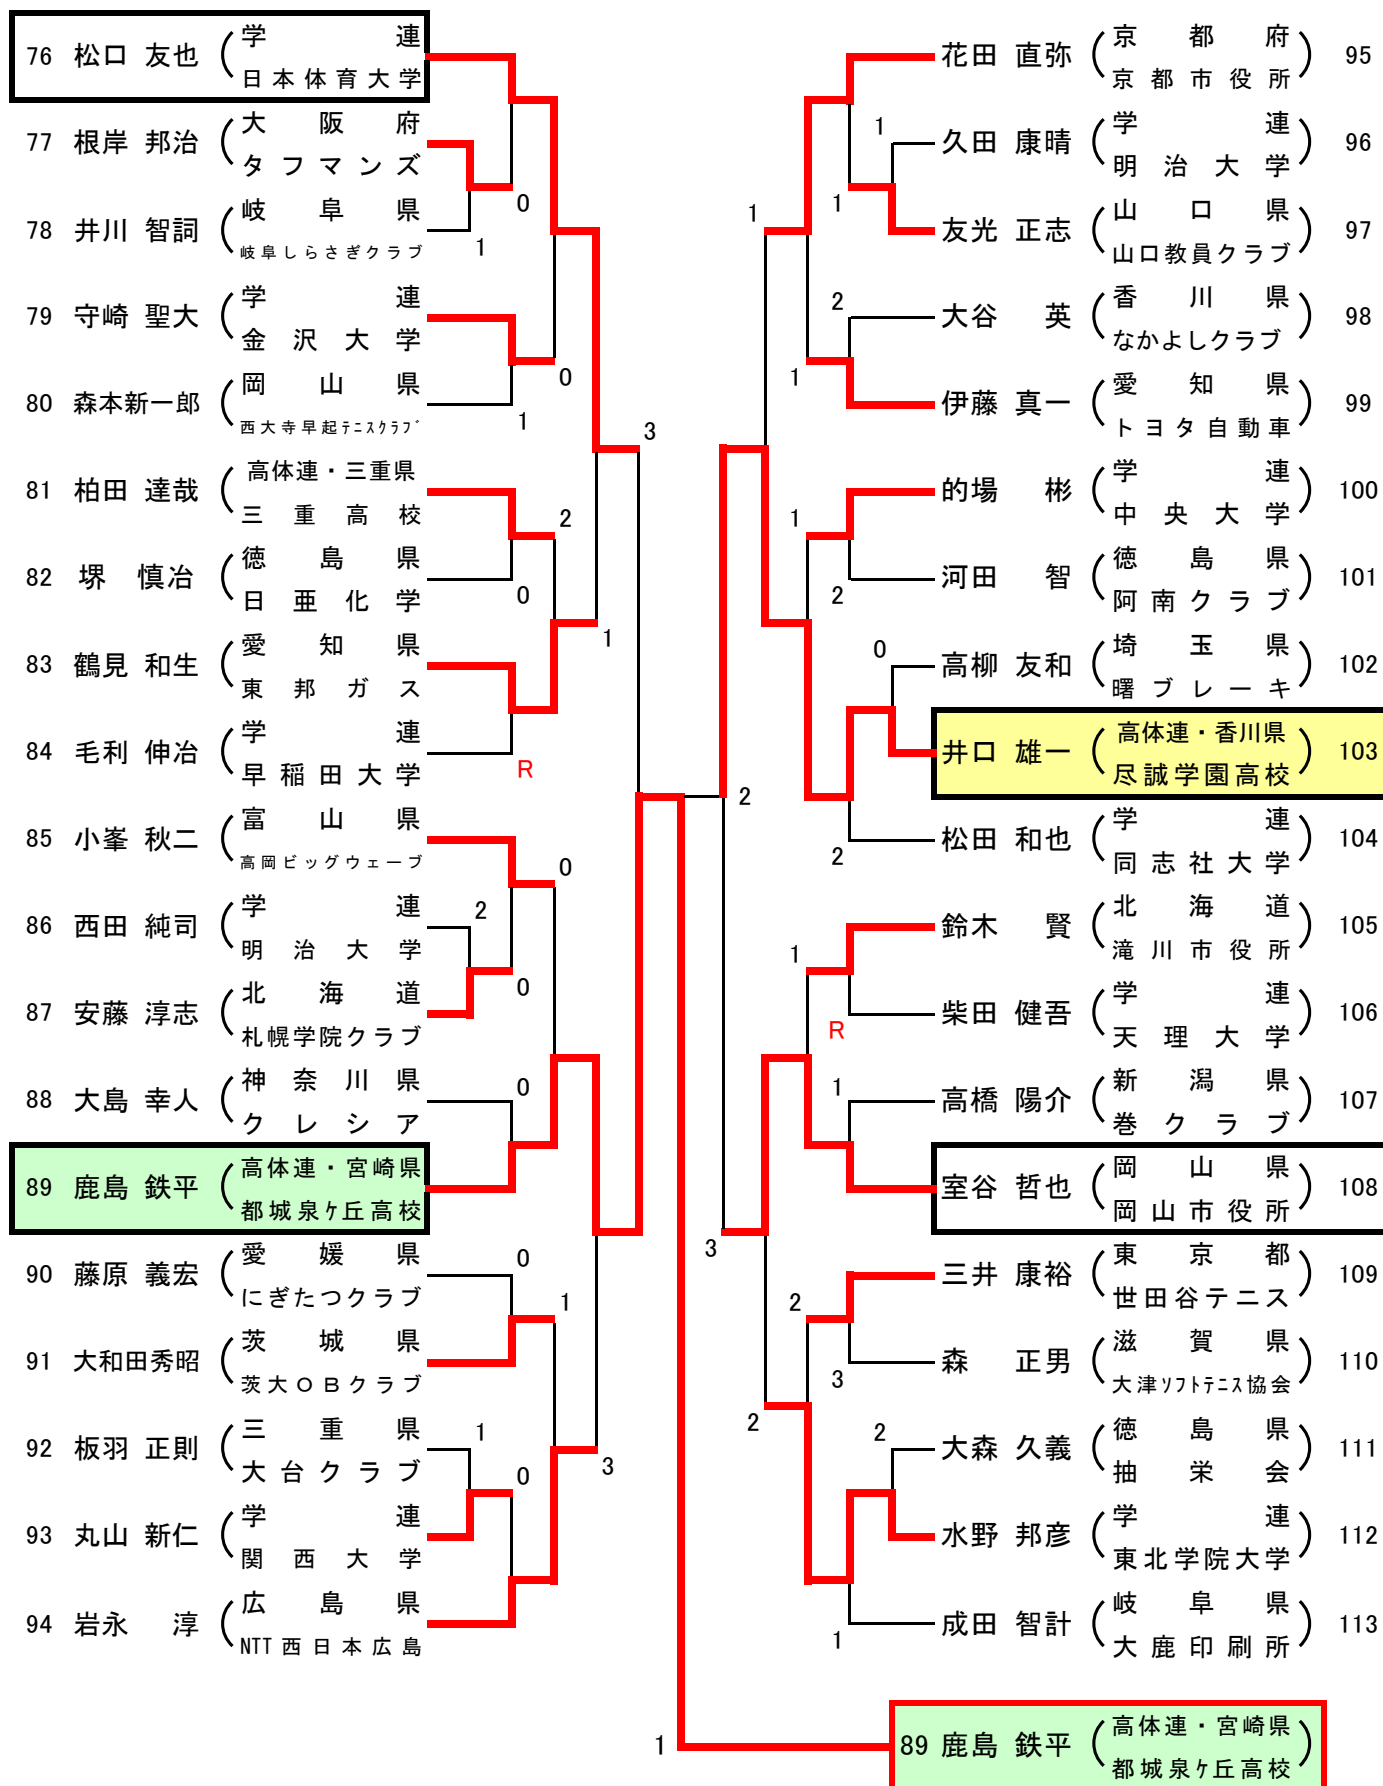 76 松口 友也 (学 連
日本体育大学)
77 根岸 邦治 (大阪府
タフマンズ)
78 井川 智詞 (岐阜県
岐阜しらさぎクラブ)
79 守崎 聖大 (学 連
金沢大学)
80 森本新一郎 (岡山県
西大寺早起テニスクラブ)
81 柏田 達哉 (高体連・三重県
三重高校)
82 堺 慎冶 (徳島県
日亜化学)
83 鶴見 和生 (愛知県
東邦ガス)
84 毛利 伸冶 (学 連
早稲田大学)
85 小峯 秋二 (富山県
高岡ビッグウェーブ)
86 西田 純司 (学 連
明治大学)
87 安藤 淳志 (北海道
札幌学院クラブ)
88 大島 幸人 (神奈川県
クレシア)
89 鹿島 鉄平 (高体連・宮崎県
都城泉ヶ丘高校)
90 藤原 義宏 (愛媛県
にぎたつクラブ)
91 大和田秀昭 (茨城県
茨大OBクラブ)
92 板羽 正則 (三重県
大台クラブ)
93 丸山 新仁 (学 連
関西大学)
94 岩永 淳 (広島県
NTT西日本広島)
0
1
0
1
3
2
0
1
R
0
2
0
0
0
1
1
0
3
花田 直弥 (京都府
京都市役所) 95
久田 康晴 (学 連
明治大学) 96
友光 正志 (山口県
山口教員クラブ) 97
大谷 英 (香川県
なかよしクラブ) 98
伊藤 真一 (愛知県
トヨタ自動車) 99
的場 彬 (学 連
中央大学) 100
河田 智 (徳島県
阿南クラブ) 101
高柳 友和 (埼玉県
曙ブレーキ) 102
井口 雄一 (高体連・香川県
尽誠学園高校) 103
松田 和也 (学 連
同志社大学) 104
鈴木 賢 (北海道
滝川市役所) 105
柴田 健吾 (学 連
天理大学) 106
高橋 陽介 (新潟県
巻クラブ) 107
室谷 哲也 (岡山県
岡山市役所) 108
三井 康裕 (東京都
世田谷テニス) 109
森 正男 (滋賀県
大津ソフトテニス協会) 110
大森 久義 (徳島県
抽栄会) 111
水野 邦彦 (学 連
東北学院大学) 112
成田 智計 (岐阜県
大鹿印刷所) 113
1
1
1
2
1
1
2
0
2
2
1
R
1
3
2
3
2
2
1
1
89 鹿島 鉄平 (高体連・宮崎県
都城泉ヶ丘高校)